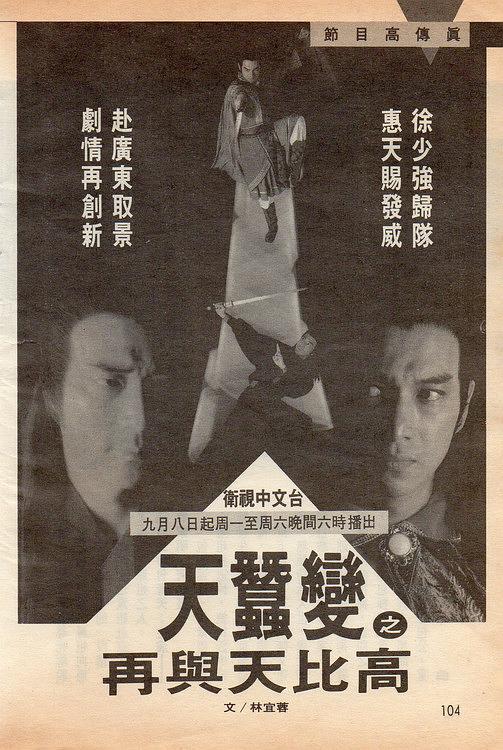 節目高傳眞
徐少強歸隊
惠天賜發威
赴廣東取景
劇情再創新
衛視中文台
九月八日起周一至周六晚間六時播出
天蠶變之
再與天比高
文／林宜蓉
104